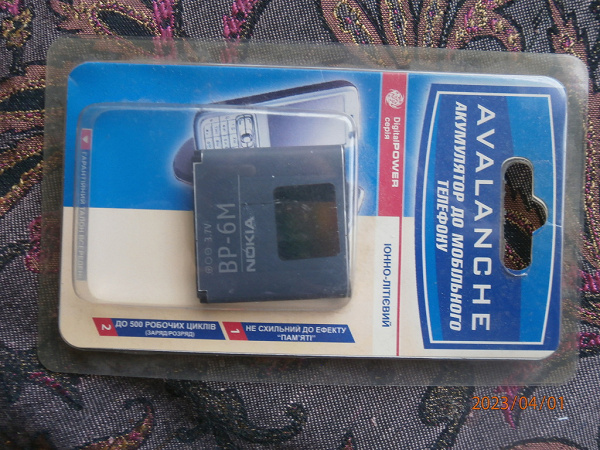 AVALANCHE
АКУМУЛЯТОР ДО МОБІЛЬНОГО
ТЕЛЕФОНУ
DigitalPOWER
серія
ІОННО-ЛІТІЄВИЙ
BP-6M
NOKIA
1 НЕ СХИЛЬНИЙ ДО ЕФЕКТУ
"ПАМ'ЯТІ"
2 ДО 500 РОБОЧИХ ЦИКЛІВ
(ЗАРЯД/РОЗРЯД)
2023/04/01